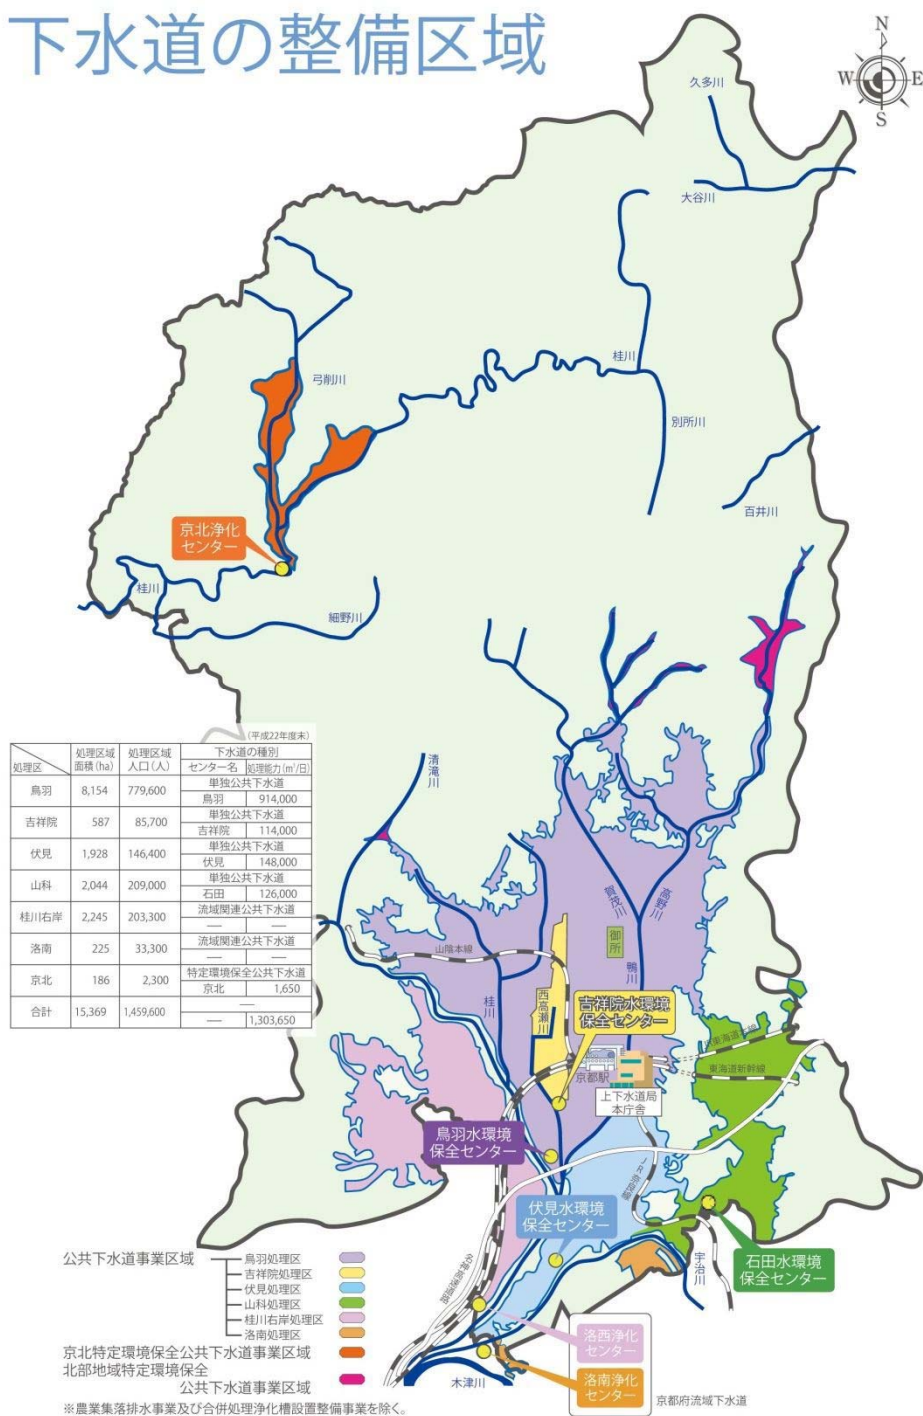 下水道の整備区域
N
W E
S
久多川
大谷川
桂川
弓削川
別所川
百井川
京北浄化
センター
桂川
細野川
(平成22年度末)
処理区 処理区域面積(ha) 処理区域人口(人) 下水道の種別
センター名 処理能力(m³/日)
鳥羽 8,154 779,600 単独公共下水道
鳥羽 914,000
吉祥院 587 85,700 単独公共下水道
吉祥院 114,000
伏見 1,928 146,400 単独公共下水道
伏見 148,000
山科 2,044 209,000 単独公共下水道
石田 126,000
桂川右岸 2,245 203,300 流域関連公共下水道
— —
洛南 225 33,300 流域関連公共下水道
— —
京北 186 2,300 特定環境保全公共下水道
京北 1,650
合計 15,369 1,459,600 —
— 1,303,650
清滝川
賀茂川
高野川
山陰本線
御所
鴨川
桂川
西高瀬川
吉祥院水環境
保全センター
JR東海道本線
東海道新幹線
京都駅
上下水道局
本庁舎
鳥羽水環境
保全センター
JR奈良線
伏見水環境
保全センター
石田水環境
保全センター
宇治川
名神高速道路
公共下水道事業区域
鳥羽処理区
吉祥院処理区
伏見処理区
山科処理区
桂川右岸処理区
洛南処理区
京北特定環境保全公共下水道事業区域
北部地域特定環境保全
公共下水道事業区域
洛西浄化
センター
洛南浄化
センター
木津川
京都府流域下水道
※農業集落排水事業及び合併処理浄化槽設置整備事業を除く。